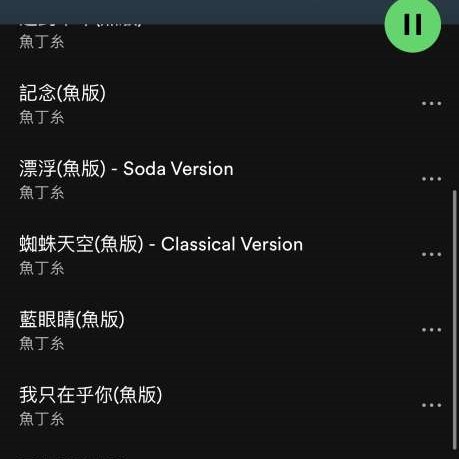 魚丁糸
記念(魚版)
魚丁糸
漂浮(魚版) - Soda Version
魚丁糸
蜘蛛天空(魚版) - Classical Version
魚丁糸
藍眼睛(魚版)
魚丁糸
我只在乎你(魚版)
魚丁糸